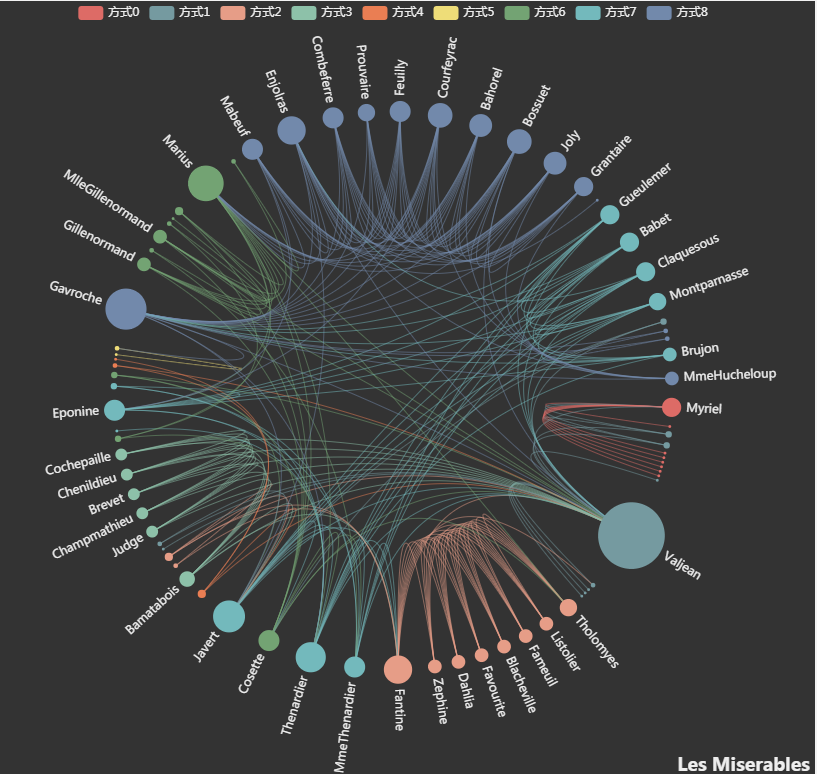 方式0 方式1 方式2 方式3 方式4 方式5 方式6 方式7 方式8
Combeferre
Prouvaire
Feuilly
Courfeyrac
Bahorel
Bossuet
Enjolras
Joly
Mabeuf
Grantaire
Marius
Gueulemer
MlleGillenormand
Babet
Gillenormand
Claquesous
Gavroche
Montparnasse
Brujon
MmeHucheloup
Eponine
Myriel
Cochepaille
Chenildieu
Brevet
Champmathieu
Judge
Valjean
Bamatabois
Javert
Tholomyes
Listolier
Fameuil
Cosette
Blacheville
Favourite
Dahlia
Zephine
Thenardier
MmeThenardier
Fantine
Les Miserables